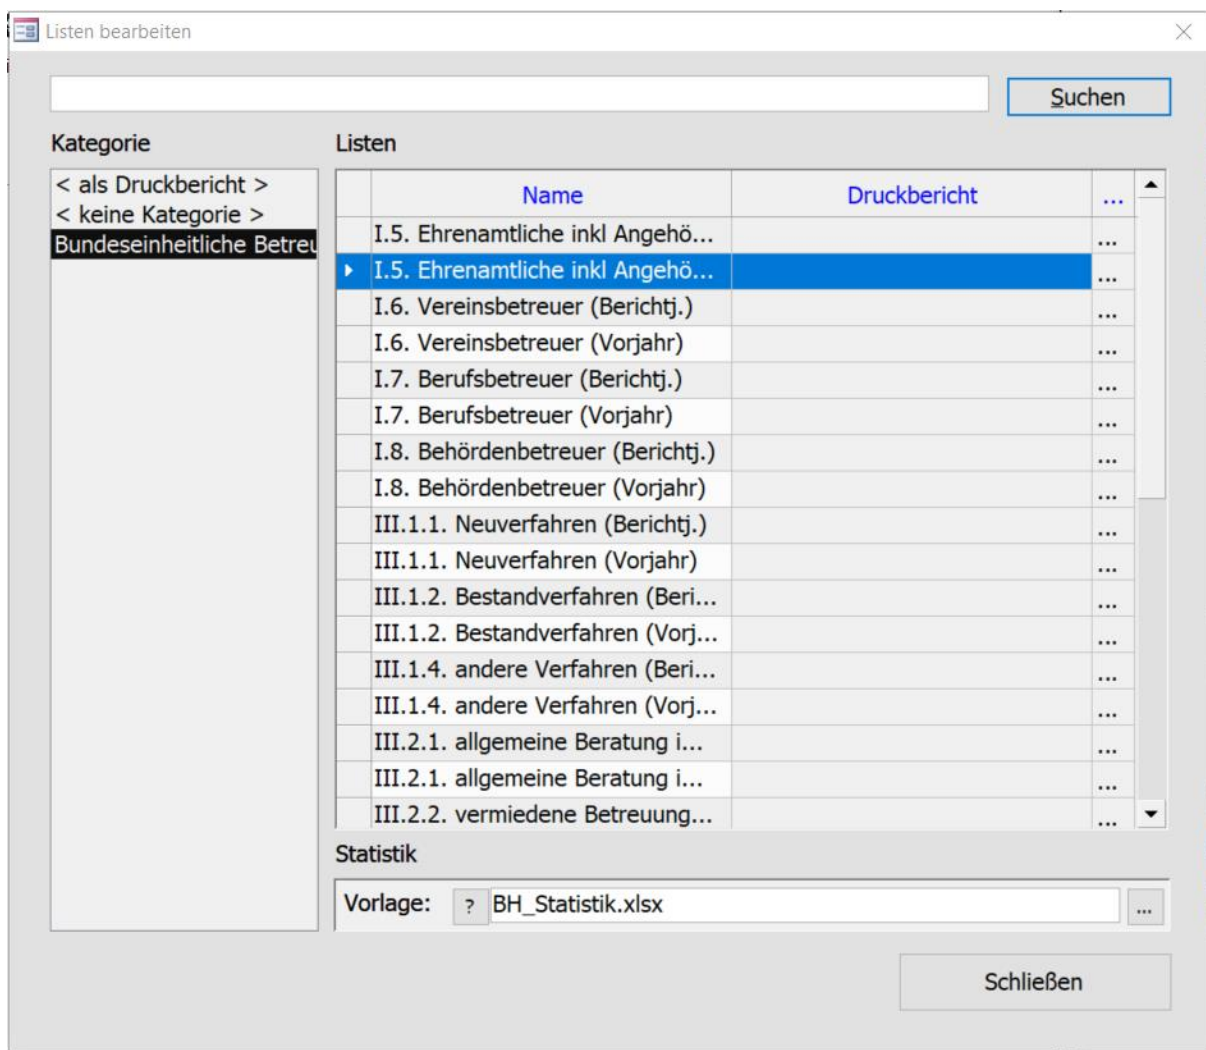 Listen bearbeiten
Suchen
Kategorie
Listen
< als Druckbericht >
< keine Kategorie >
Bundeseinheitliche Betreu
Name Druckbericht ...
I.5. Ehrenamtliche inkl Angehö... ...
I.5. Ehrenamtliche inkl Angehö... ...
I.6. Vereinsbetreuer (Berichtj.) ...
I.6. Vereinsbetreuer (Vorjahr) ...
I.7. Berufsbetreuer (Berichtj.) ...
I.7. Berufsbetreuer (Vorjahr) ...
I.8. Behördenbetreuer (Berichtj.) ...
I.8. Behördenbetreuer (Vorjahr) ...
III.1.1. Neuverfahren (Berichtj.) ...
III.1.1. Neuverfahren (Vorjahr) ...
III.1.2. Bestandverfahren (Beri... ...
III.1.2. Bestandverfahren (Vorj... ...
III.1.4. andere Verfahren (Beri... ...
III.1.4. andere Verfahren (Vorj... ...
III.2.1. allgemeine Beratung i... ...
III.2.1. allgemeine Beratung i... ...
III.2.2. vermiedene Betreuung... ...
Statistik
Vorlage: ? BH_Statistik.xlsx ...
Schließen